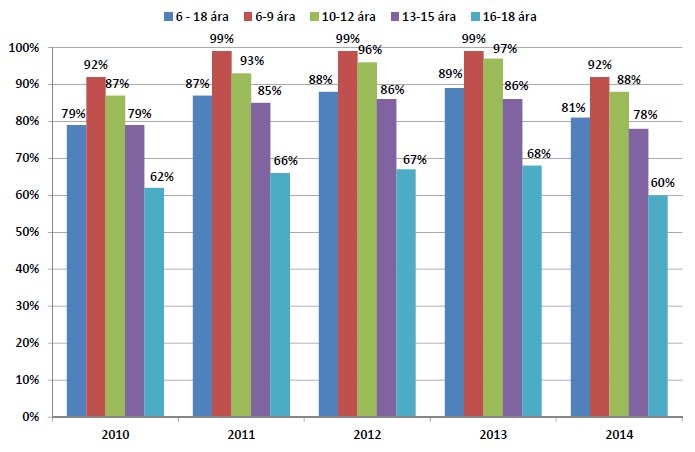 6 - 18 ára 6-9 ára 10-12 ára 13-15 ára 16-18 ára
100%
90%
80%
70%
60%
50%
40%
30%
20%
10%
0%
79% 92% 87% 79% 62%
87% 99% 93% 85% 66%
88% 99% 96% 86% 67%
89% 99% 97% 86% 68%
81% 92% 88% 78% 60%
2010 2011 2012 2013 2014